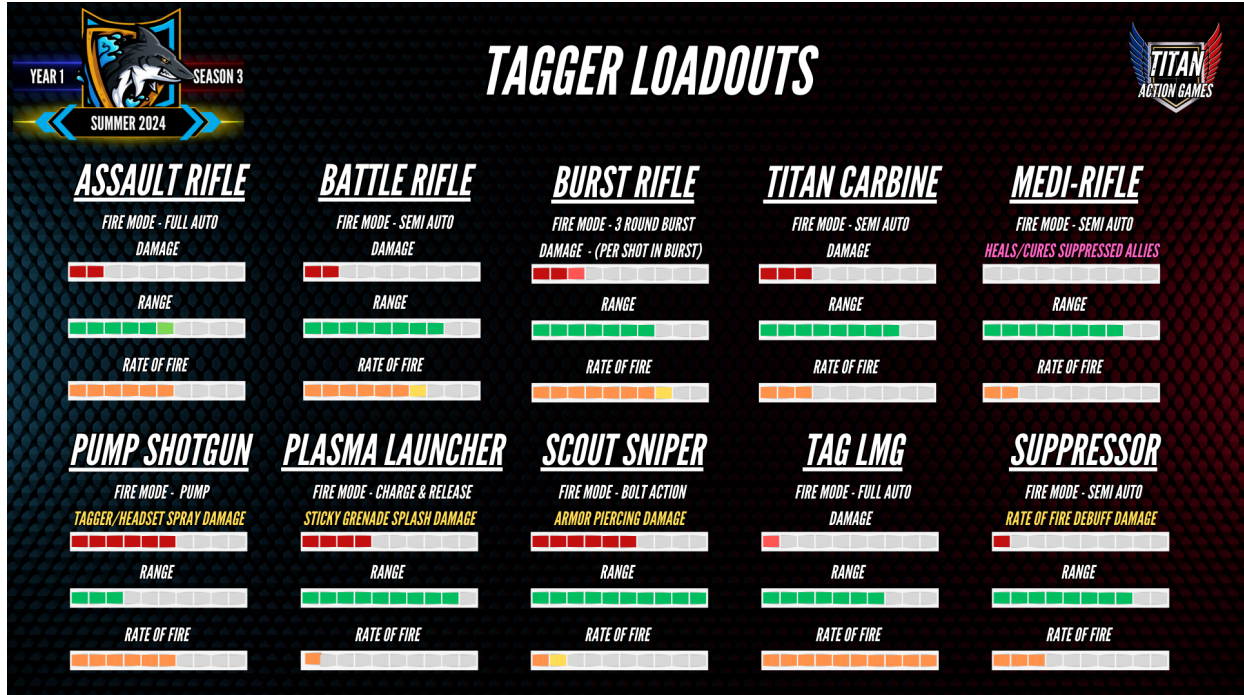 YEAR 1
SEASON 3
SUMMER 2024
TAGGER LOADOUTS
TITAN
ACTION GAMES
ASSAULT RIFLE
FIRE MODE - FULL AUTO
DAMAGE
RANGE
RATE OF FIRE
BATTLE RIFLE
FIRE MODE - SEMI AUTO
DAMAGE
RANGE
RATE OF FIRE
BURST RIFLE
FIRE MODE - 3 ROUND BURST
DAMAGE - (PER SHOT IN BURST)
RANGE
RATE OF FIRE
TITAN CARBINE
FIRE MODE - SEMI AUTO
DAMAGE
RANGE
RATE OF FIRE
MEDI-RIFLE
FIRE MODE - SEMI AUTO
HEALS/CURES SUPPRESSED ALLIES
RANGE
RATE OF FIRE
PUMP SHOTGUN
FIRE MODE - PUMP
TAGGER/HEADSET SPRAY DAMAGE
RANGE
RATE OF FIRE
PLASMA LAUNCHER
FIRE MODE - CHARGE & RELEASE
STICKY GRENADE SPLASH DAMAGE
RANGE
RATE OF FIRE
SCOUT SNIPER
FIRE MODE - BOLT ACTION
ARMOR PIERCING DAMAGE
RANGE
RATE OF FIRE
TAG LMG
FIRE MODE - FULL AUTO
DAMAGE
RANGE
RATE OF FIRE
SUPPRESSOR
FIRE MODE - SEMI AUTO
RATE OF FIRE DEBUFF DAMAGE
RANGE
RATE OF FIRE